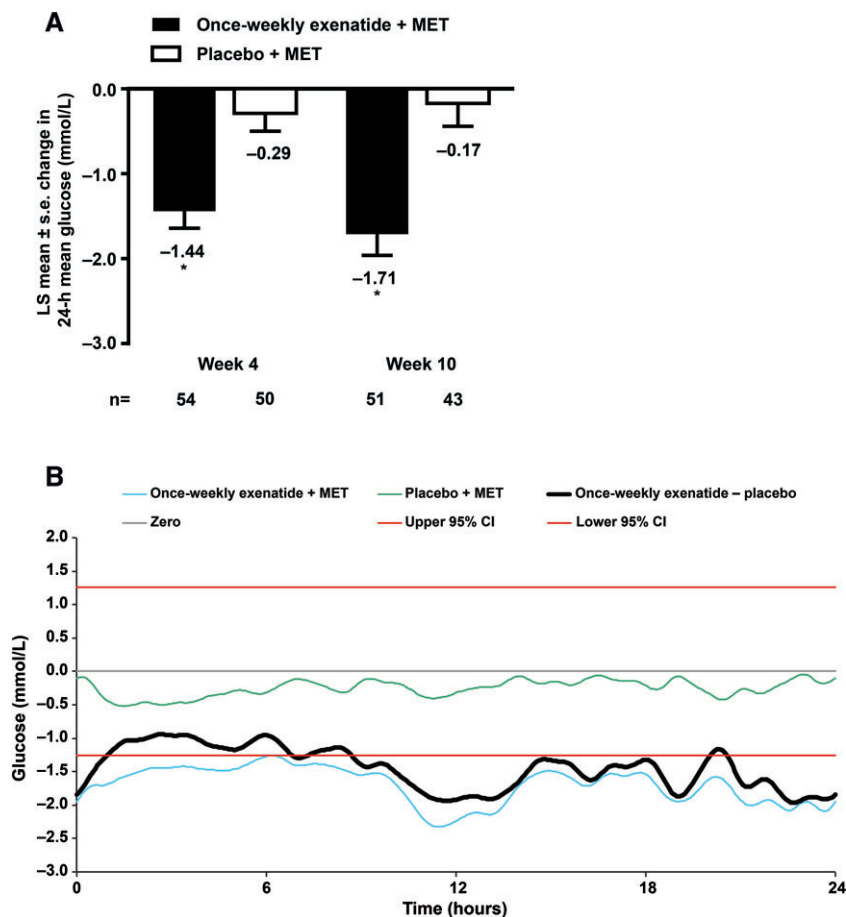 A
Once-weekly exenatide + MET
Placebo + MET
LS mean ± s.e. change in
24-h mean glucose (mmol/L)
0.0
–1.0
–2.0
–3.0
–1.44
*
–0.29
–1.71
*
–0.17
Week 4 Week 10
n= 54 50 51 43
B
Once-weekly exenatide + MET Placebo + MET Once-weekly exenatide – placebo
Zero Upper 95% CI Lower 95% CI
Glucose (mmol/L)
2.0
1.5
1.0
0.5
0.0
–0.5
–1.0
–1.5
–2.0
–2.5
–3.0
0 6 12 18 24
Time (hours)